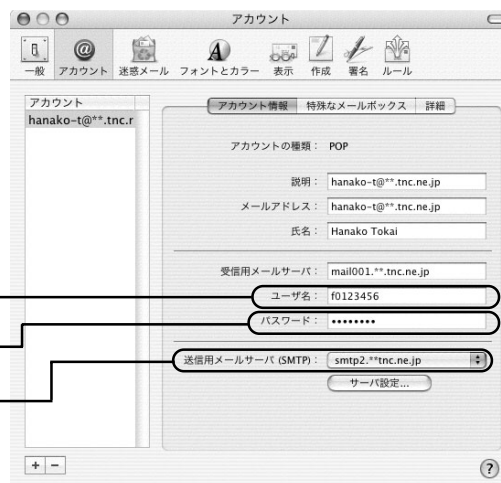 アカウント
一般 アカウント 迷惑メール フォントとカラー 表示 作成 署名 ルール
アカウント
hanako-t@**.tnc.r
アカウント情報 特殊なメールボックス 詳細
アカウントの種類： POP
説明： hanako-t@**.tnc.ne.jp
メールアドレス： hanako-t@**.tnc.ne.jp
氏名： Hanako Tokai
受信用メールサーバ： mail001.**.tnc.ne.jp
ユーザ名： f0123456
パスワード： ••••••••
送信用メールサーバ (SMTP)： smtp2.**tnc.ne.jp
サーバ設定...
+ − ?